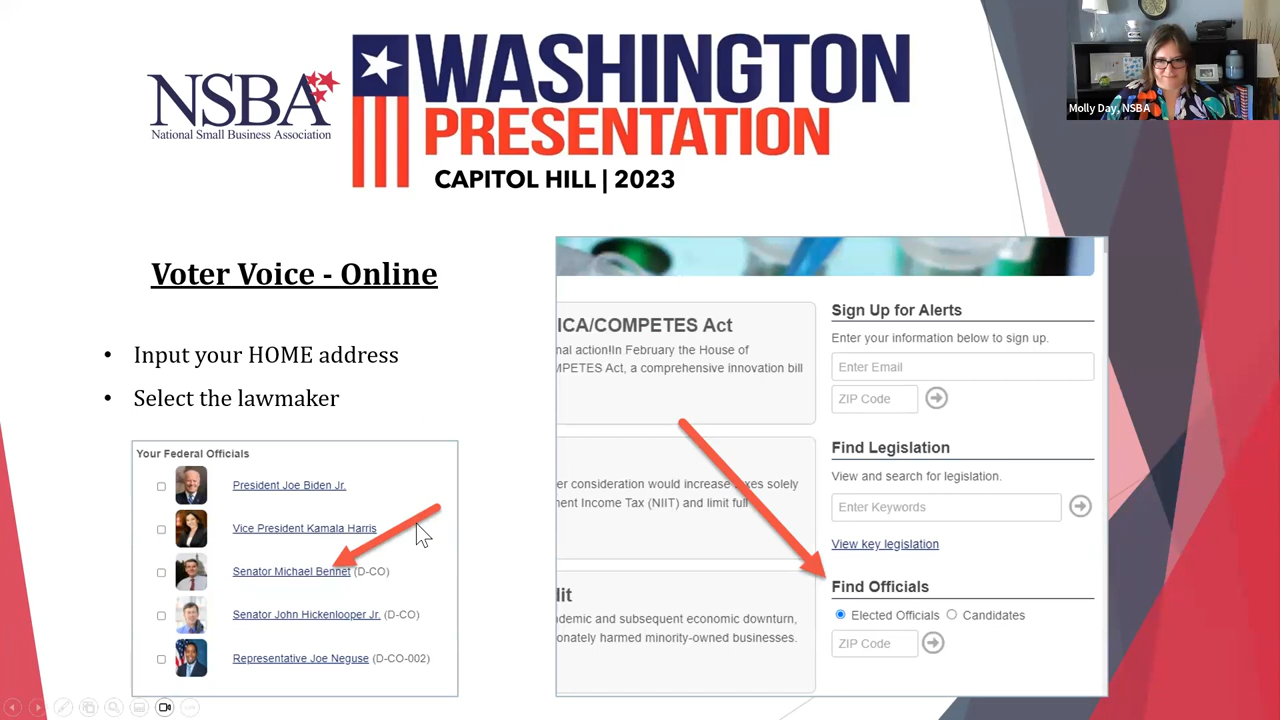 NSBA
National Small Business Association
WASHINGTON
PRESENTATION
CAPITOL HILL | 2023
Molly Day, NSBA
Voter Voice - Online
• Input your HOME address
• Select the lawmaker
Your Federal Officials
President Joe Biden Jr.
Vice President Kamala Harris
Senator Michael Bennet (D-CO)
Senator John Hickenlooper Jr. (D-CO)
Representative Joe Neguse (D-CO-002)
ICA/COMPETES Act
nal action!In February the House of
MPETES Act, a comprehensive innovation bill
er consideration would increase taxes solely
ent Income Tax (NIIT) and limit full
dit
demic and subsequent economic downturn,
onately harmed minority-owned businesses.
Sign Up for Alerts
Enter your information below to sign up.
Enter Email
ZIP Code
Find Legislation
View and search for legislation.
Enter Keywords
View key legislation
Find Officials
Elected Officials Candidates
ZIP Code